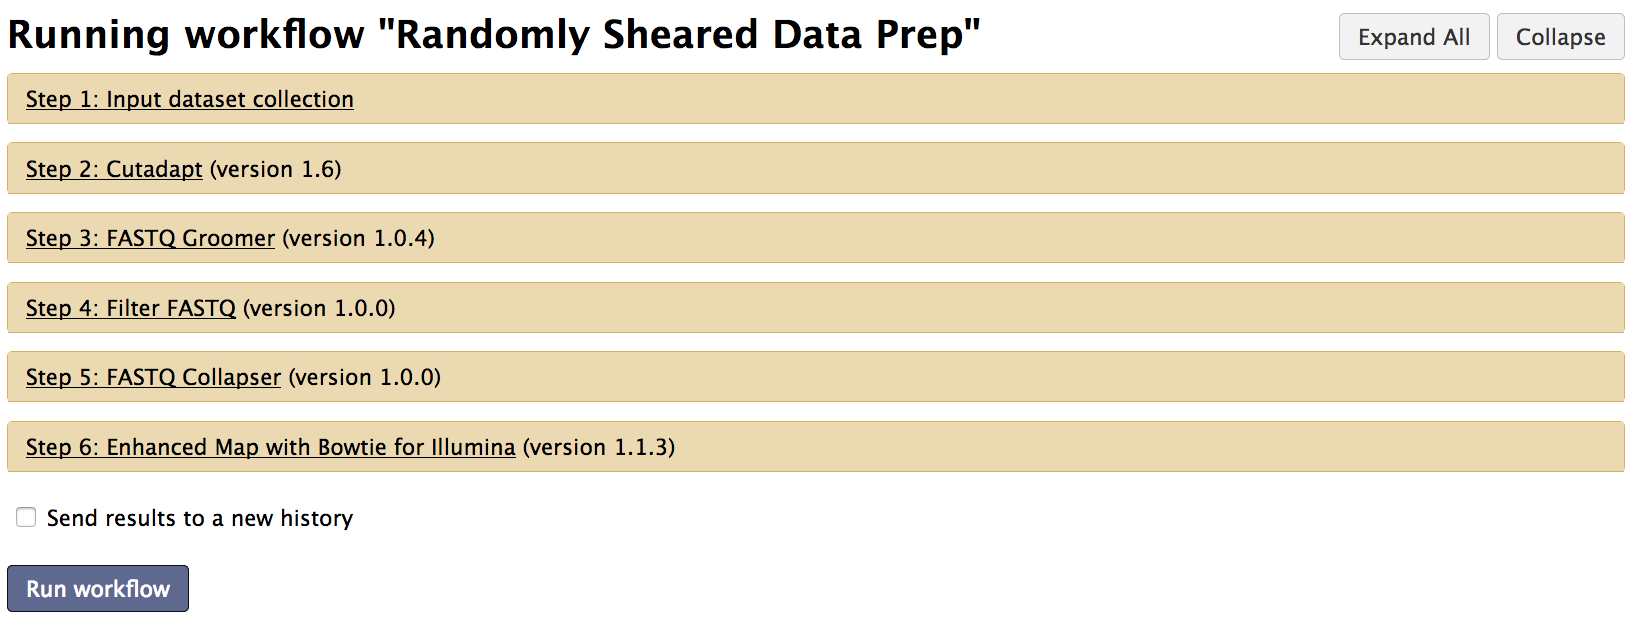 Running workflow "Randomly Sheared Data Prep"
Expand All
Collapse
Step 1: Input dataset collection
Step 2: Cutadapt (version 1.6)
Step 3: FASTQ Groomer (version 1.0.4)
Step 4: Filter FASTQ (version 1.0.0)
Step 5: FASTQ Collapser (version 1.0.0)
Step 6: Enhanced Map with Bowtie for Illumina (version 1.1.3)
Send results to a new history
Run workflow